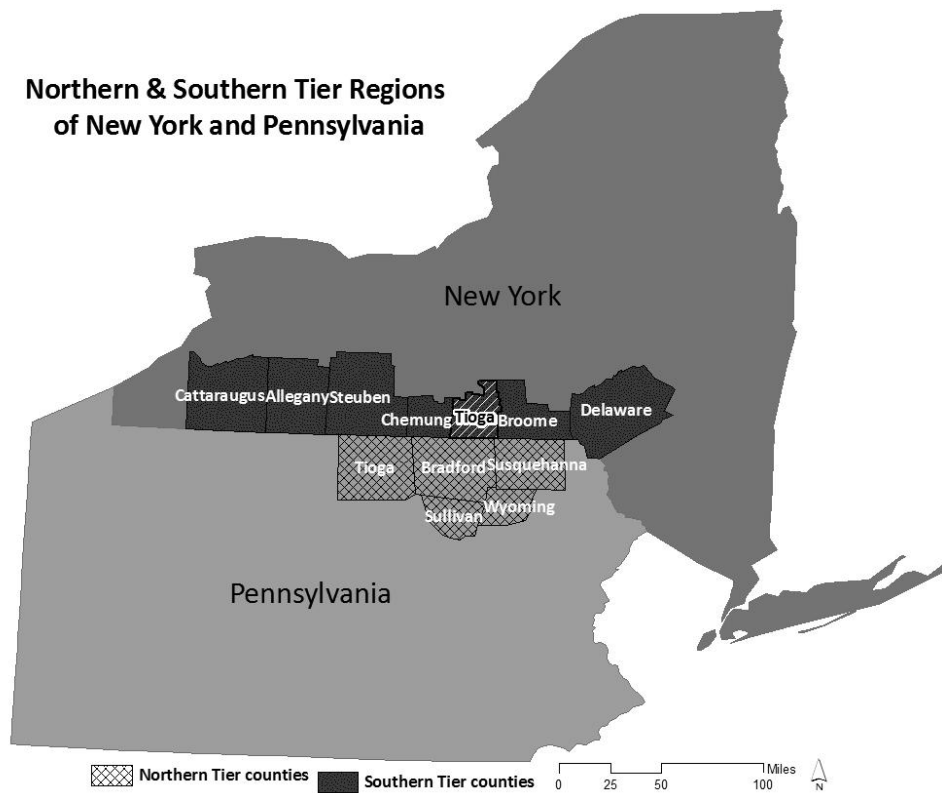 Northern & Southern Tier Regions
of New York and Pennsylvania
New York
Cattaraugus Allegany Steuben
Chemung Tioga Broome Delaware
Tioga Bradford Susquehanna
Sullivan Wyoming
Pennsylvania
Northern Tier counties Southern Tier counties
Miles
0 25 50 100
N